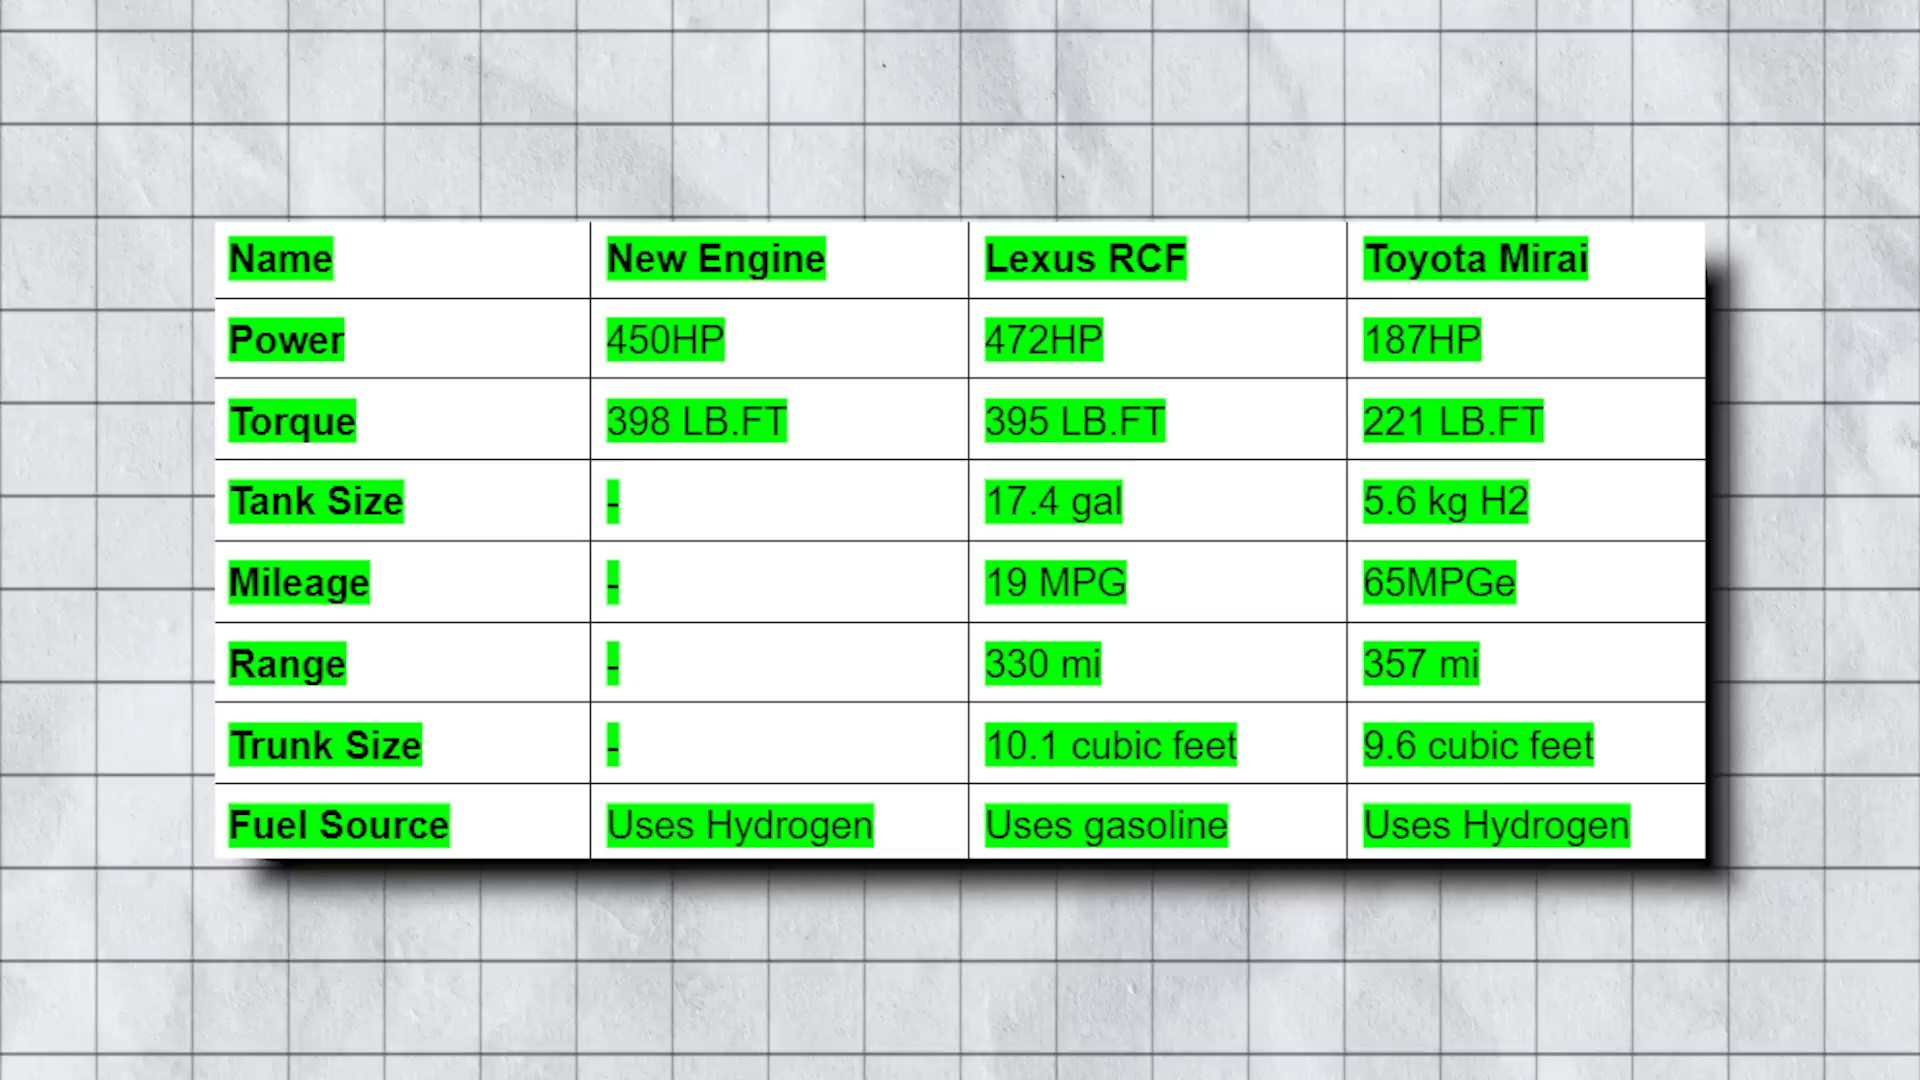 Name New Engine Lexus RCF Toyota Mirai
Power 450HP 472HP 187HP
Torque 398 LB.FT 395 LB.FT 221 LB.FT
Tank Size - 17.4 gal 5.6 kg H2
Mileage - 19 MPG 65MPGe
Range - 330 mi 357 mi
Trunk Size - 10.1 cubic feet 9.6 cubic feet
Fuel Source Uses Hydrogen Uses gasoline Uses Hydrogen